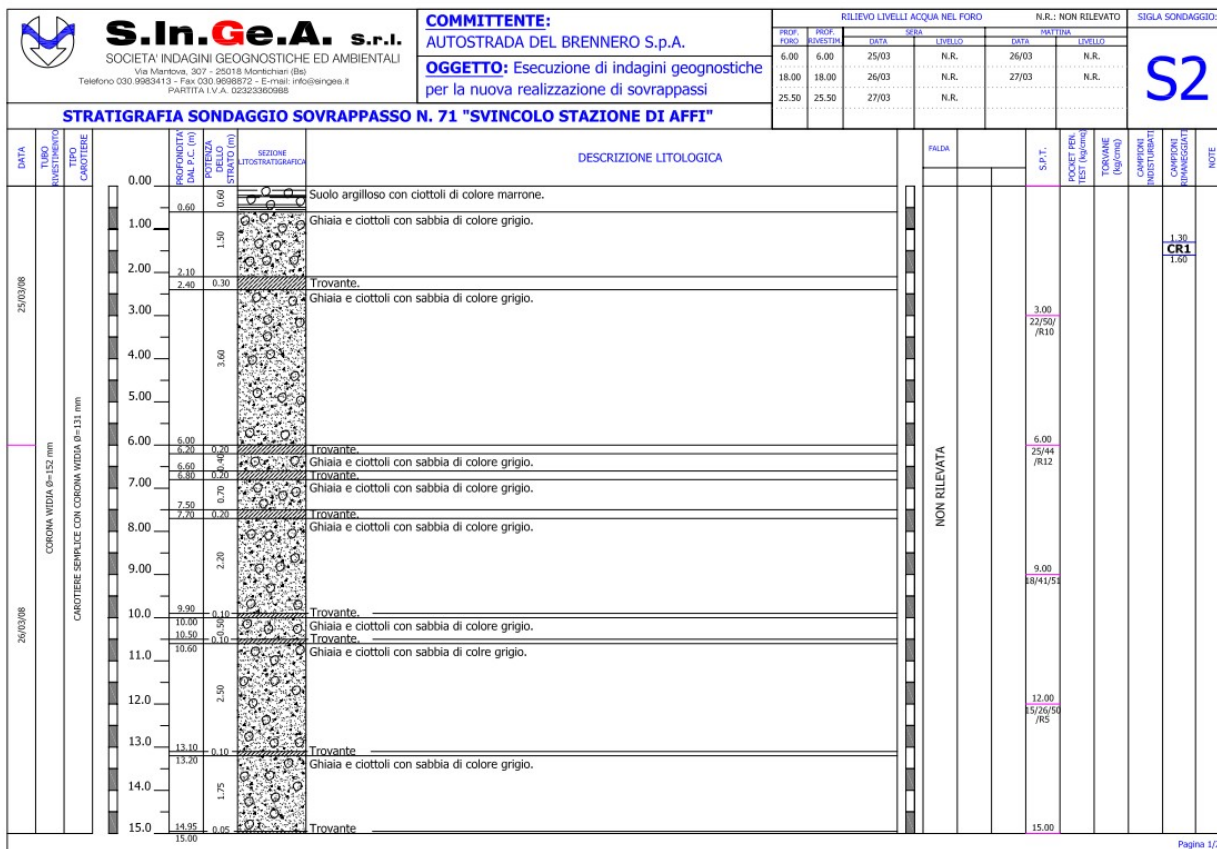 S.In.Ge.A. s.r.l.
SOCIETA' INDAGINI GEOGNOSTICHE ED AMBIENTALI
Via Mantova, 307 - 25018 Montichiari (Bs)
Telefono 030.9983413 - Fax 030.9698872 - E-mail: info@singea.it
PARTITA I.V.A. 02323360988
COMMITTENTE:
AUTOSTRADA DEL BRENNERO S.p.A.
OGGETTO: Esecuzione di indagini geognostiche
per la nuova realizzazione di sovrappassi
RILIEVO LIVELLI ACQUA NEL FORO N.R.: NON RILEVATO
PROF. FORO PROF. RIVESTIM. SERA MATTINA
DATA LIVELLO DATA LIVELLO
6.00 6.00 25/03 N.R. 26/03 N.R.
18.00 18.00 26/03 N.R. 27/03 N.R.
25.50 25.50 27/03 N.R.
SIGLA SONDAGGIO:
S2
STRATIGRAFIA SONDAGGIO SOVRAPPASSO N. 71 "SVINCOLO STAZIONE DI AFFI"
DATA
TUBO RIVESTIMENTO
TIPO CAROTIERE
PROFONDITA' DAL P.C. (m)
POTENZA DELLO STRATO (m)
SEZIONE LITOSTRATIGRAFICA
DESCRIZIONE LITOLOGICA
FALDA
S.P.T.
POCKET PEN. TEST (kg/cmq)
TORVANE (kg/cmq)
CAMPIONI INDISTURBATI
CAMPIONI RIMANEGGIATI
NOTE
25/03/08
26/03/08
CORONA WIDIA Ø=152 mm
CAROTIERE SEMPLICE CON CORONA WIDIA Ø=131 mm
0.00
1.00
2.00
3.00
4.00
5.00
6.00
7.00
8.00
9.00
10.0
11.0
12.0
13.0
14.0
15.0
0.60 0.60 Suolo argilloso con ciottoli di colore marrone.
2.10 1.50 Ghiaia e ciottoli con sabbia di colore grigio.
2.40 0.30 Trovante.
6.00 3.60 Ghiaia e ciottoli con sabbia di colore grigio.
6.20 0.20 Trovante.
6.60 0.40 Ghiaia e ciottoli con sabbia di colore grigio.
6.80 0.20 Trovante.
7.50 0.70 Ghiaia e ciottoli con sabbia di colore grigio.
7.70 0.20 Trovante.
9.90 2.20 Ghiaia e ciottoli con sabbia di colore grigio.
10.00 0.10 Trovante.
10.50 0.50 Ghiaia e ciottoli con sabbia di colore grigio.
10.60 0.10 Trovante.
13.10 2.50 Ghiaia e ciottoli con sabbia di colre grigio.
13.20 0.10 Trovante
14.95 1.75 Ghiaia e ciottoli con sabbia di colore grigio.
15.00 0.05 Trovante
NON RILEVATA
3.00
22/50/
/R10
6.00
25/44
/R12
9.00
18/41/51
12.00
15/26/50
/R5
15.00
1.30
CR1
1.60
Pagina 1/2